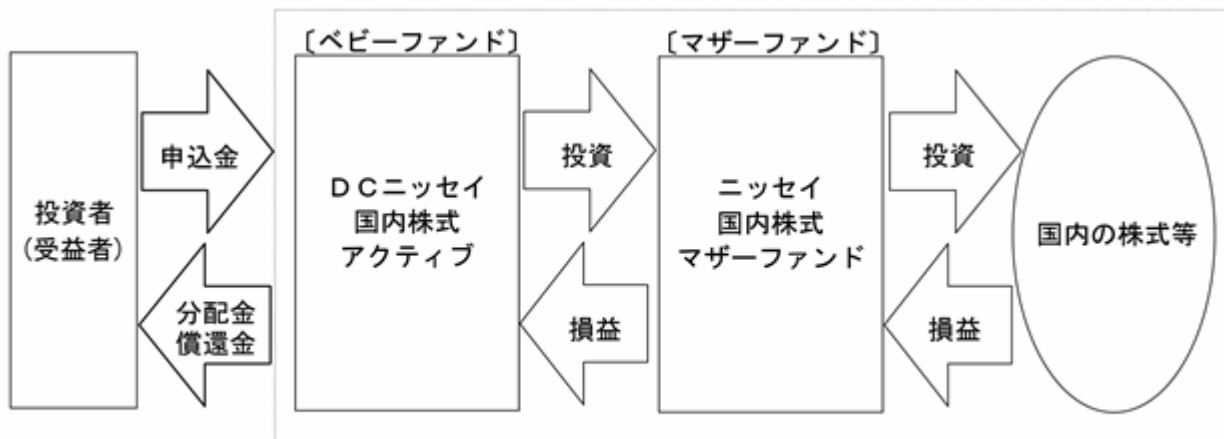 〔ベビーファンド〕
〔マザーファンド〕
投資者
(受益者)
申込金
分配金
償還金
ＤＣニッセイ
国内株式
アクティブ
投資
損益
ニッセイ
国内株式
マザーファンド
投資
損益
国内の株式等